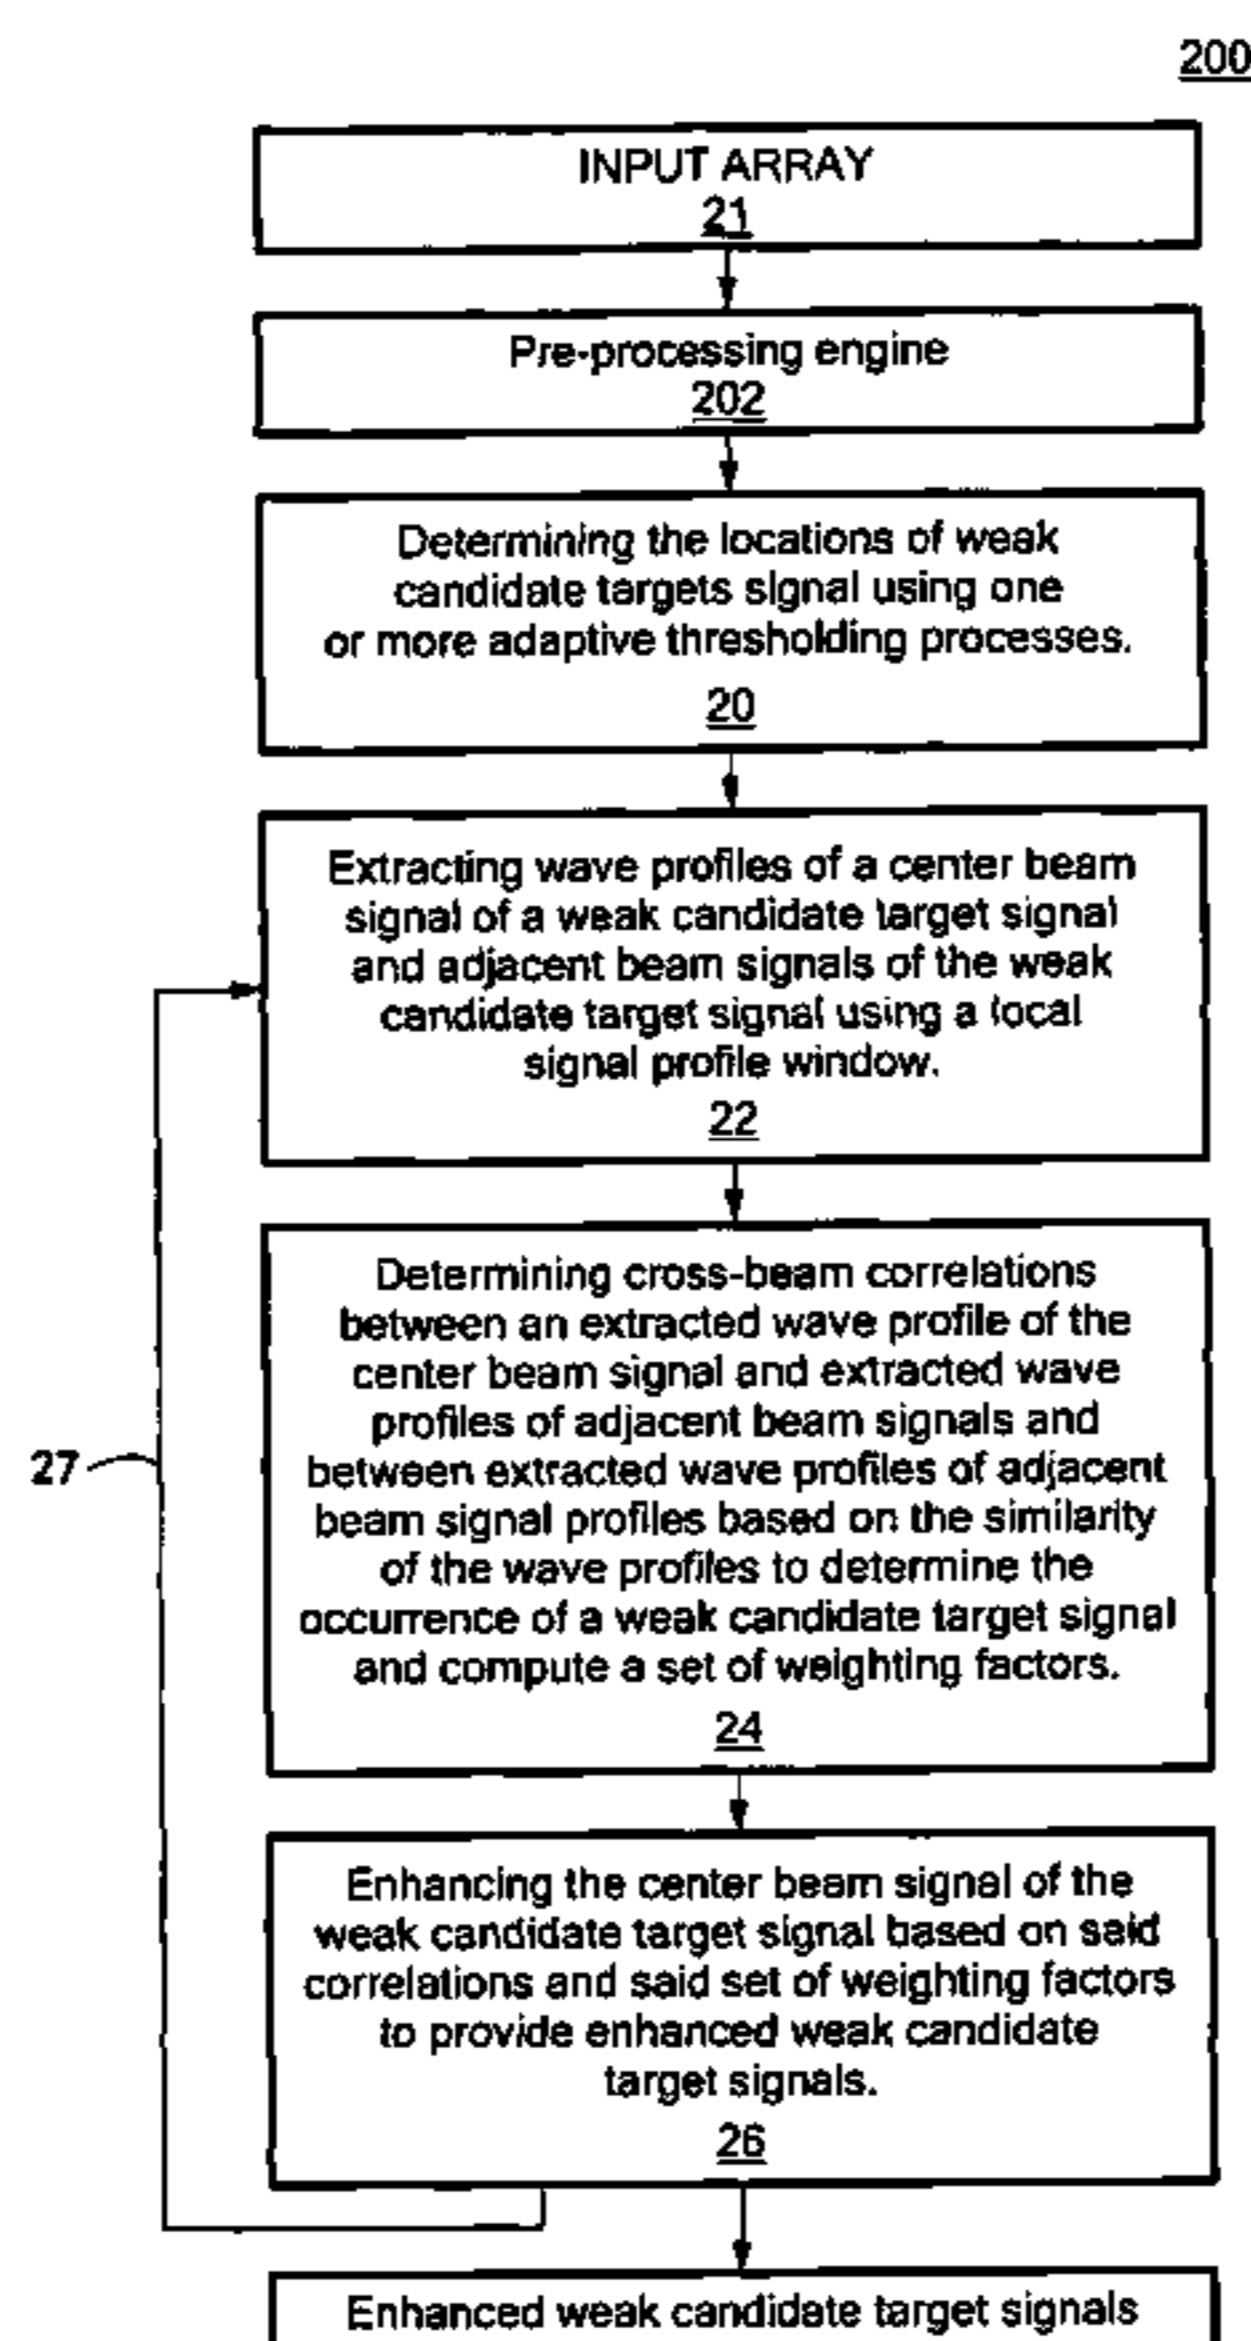 200
INPUT ARRAY
21
Pre-processing engine
202
Determining the locations of weak
candidate targets signal using one
or more adaptive thresholding processes.
20
Extracting wave profiles of a center beam
signal of a weak candidate target signal
and adjacent beam signals of the weak
candidate target signal using a local
signal profile window.
22
Determining cross-beam correlations
between an extracted wave profile of the
center beam signal and extracted wave
profiles of adjacent beam signals and
between extracted wave profiles of adjacent
beam signal profiles based on the similarity
of the wave profiles to determine the
occurrence of a weak candidate target signal
and compute a set of weighting factors.
24
27
Enhancing the center beam signal of the
weak candidate target signal based on said
correlations and said set of weighting factors
to provide enhanced weak candidate
target signals.
26
Enhanced weak candidate target signals